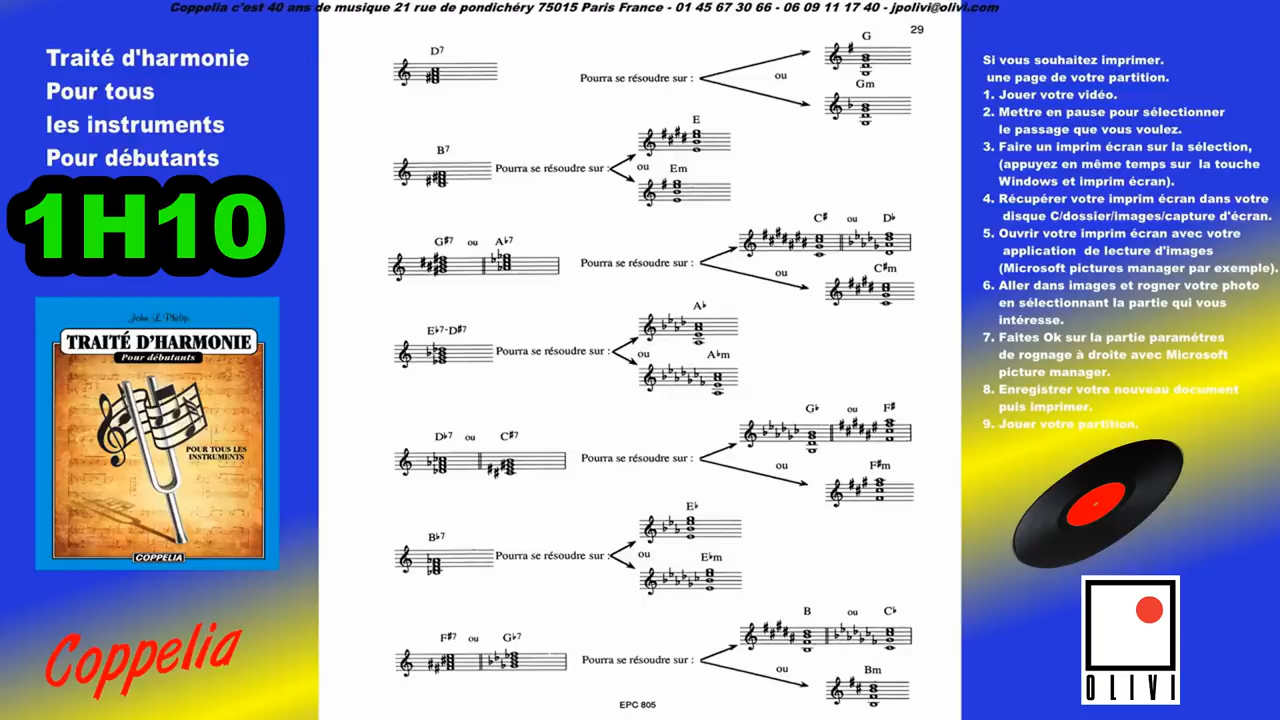 Coppelia c'est 40 ans de musique 21 rue de pondichéry 75015 Paris France - 01 45 67 30 66 - 06 09 11 17 40 - jpolivi@olivi.com
Traité d'harmonie
Pour tous
les instruments
Pour débutants
1H10
John L. Philip
TRAITÉ D'HARMONIE
Pour débutants
POUR TOUS LES
INSTRUMENTS
COPPELIA
Coppelia
29
D7
Pourra se résoudre sur :
G
ou
Gm
B7
Pourra se résoudre sur :
E
ou
Em
G#7 ou A♭7
Pourra se résoudre sur :
C# ou D♭
ou
C#m
E♭7-D#7
Pourra se résoudre sur :
A♭
ou
A♭m
D♭7 ou C#7
Pourra se résoudre sur :
G♭ ou F#
ou
F#m
B♭7
Pourra se résoudre sur :
E♭
ou
E♭m
F#7 ou G♭7
Pourra se résoudre sur :
B ou C♭
ou
Bm
EPC 805
Si vous souhaitez imprimer.
une page de votre partition.
1. Jouer votre vidéo.
2. Mettre en pause pour sélectionner
le passage que vous voulez.
3. Faire un imprim écran sur la sélection,
(appuyez en même temps sur la touche
Windows et imprim écran).
4. Récupérer votre imprim écran dans votre
disque C/dossier/images/capture d'écran.
5. Ouvrir votre imprim écran avec votre
application de lecture d'images
(Microsoft pictures manager par exemple).
6. Aller dans images et rogner votre photo
en sélectionnant la partie qui vous
intéresse.
7. Faites Ok sur la partie paramétres
de rognage à droite avec Microsoft
picture manager.
8. Enregistrer votre nouveau document
puis imprimer.
9. Jouer votre partition.
OLIVI